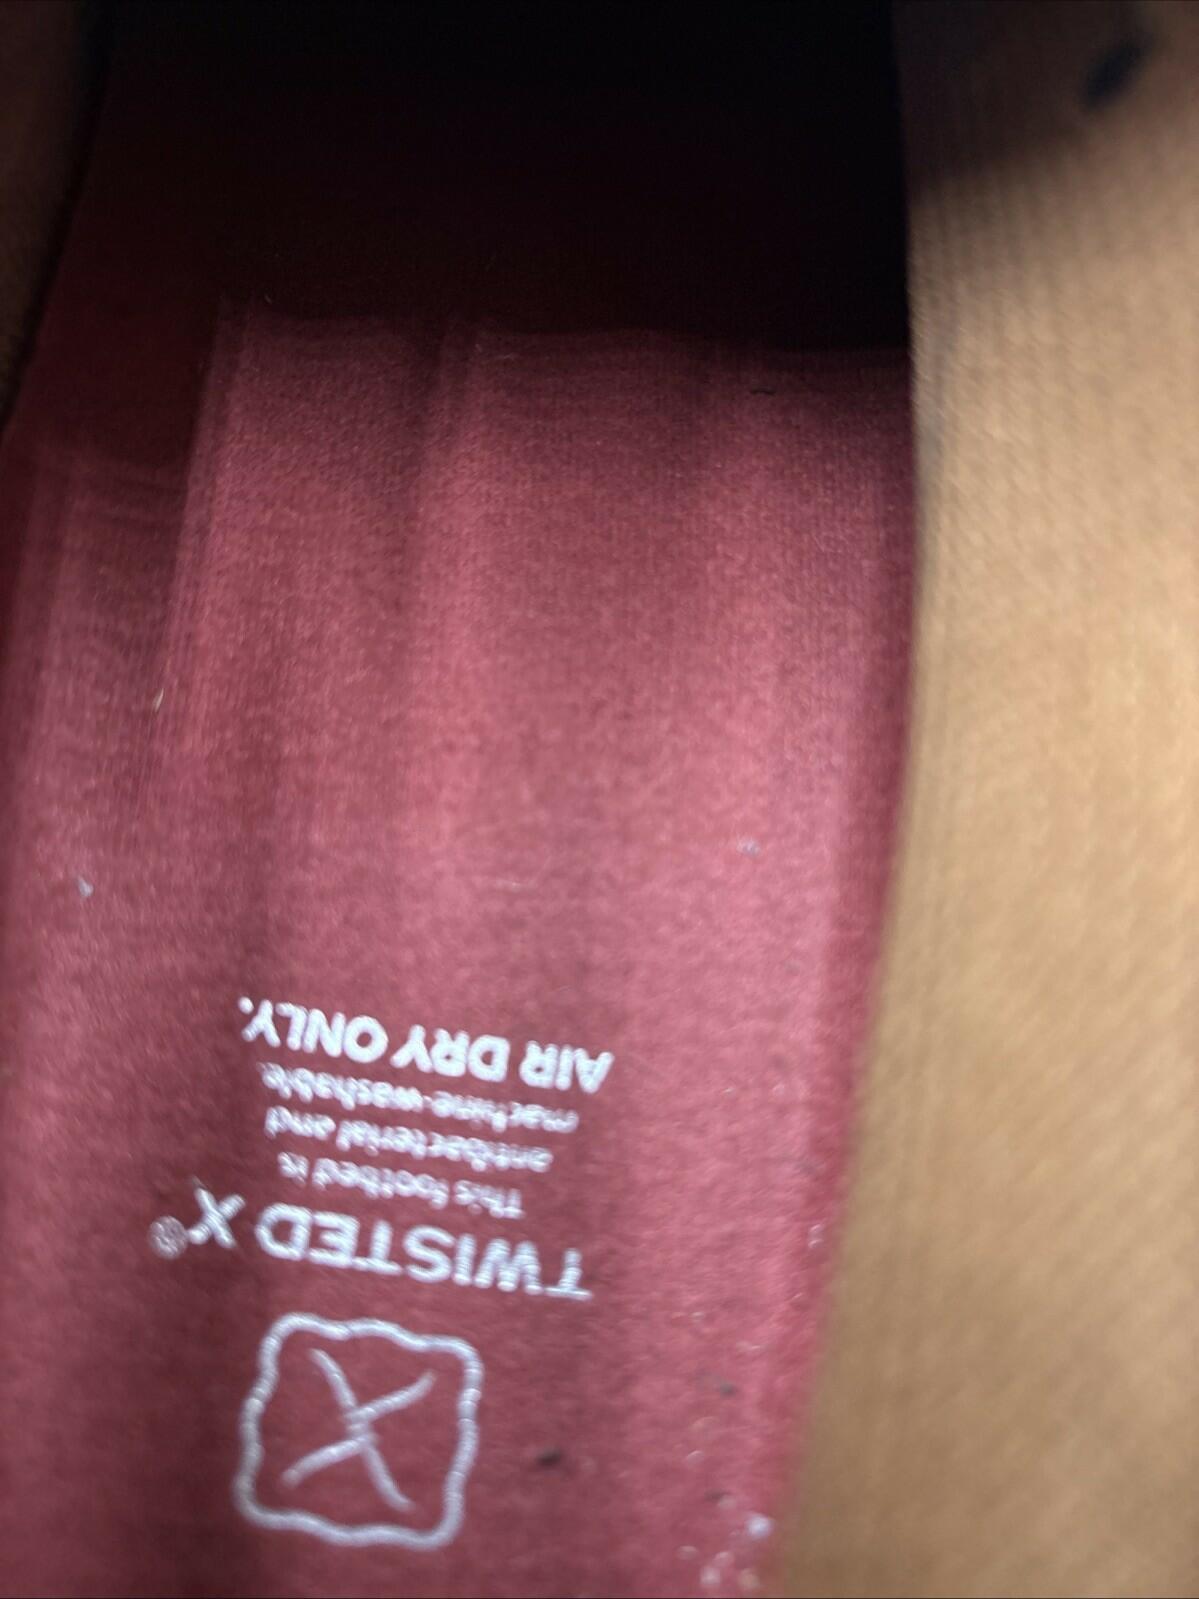 TWISTED X®
This footbed is
antibacterial and
machine washable.
AIR DRY ONLY.